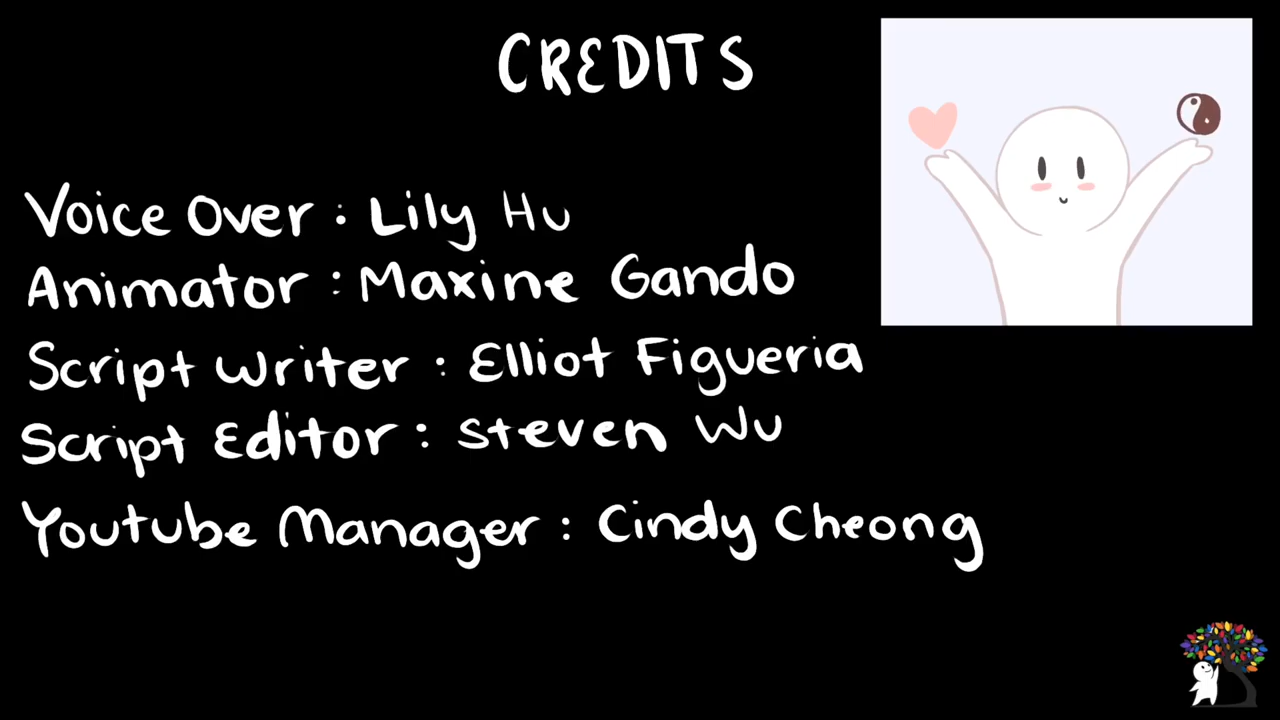 CREDITS
Voice Over : Lily Hu
Animator : Maxine Gando
Script Writer : Elliot Figueria
Script Editor : Steven Wu
Youtube Manager : Cindy Cheong